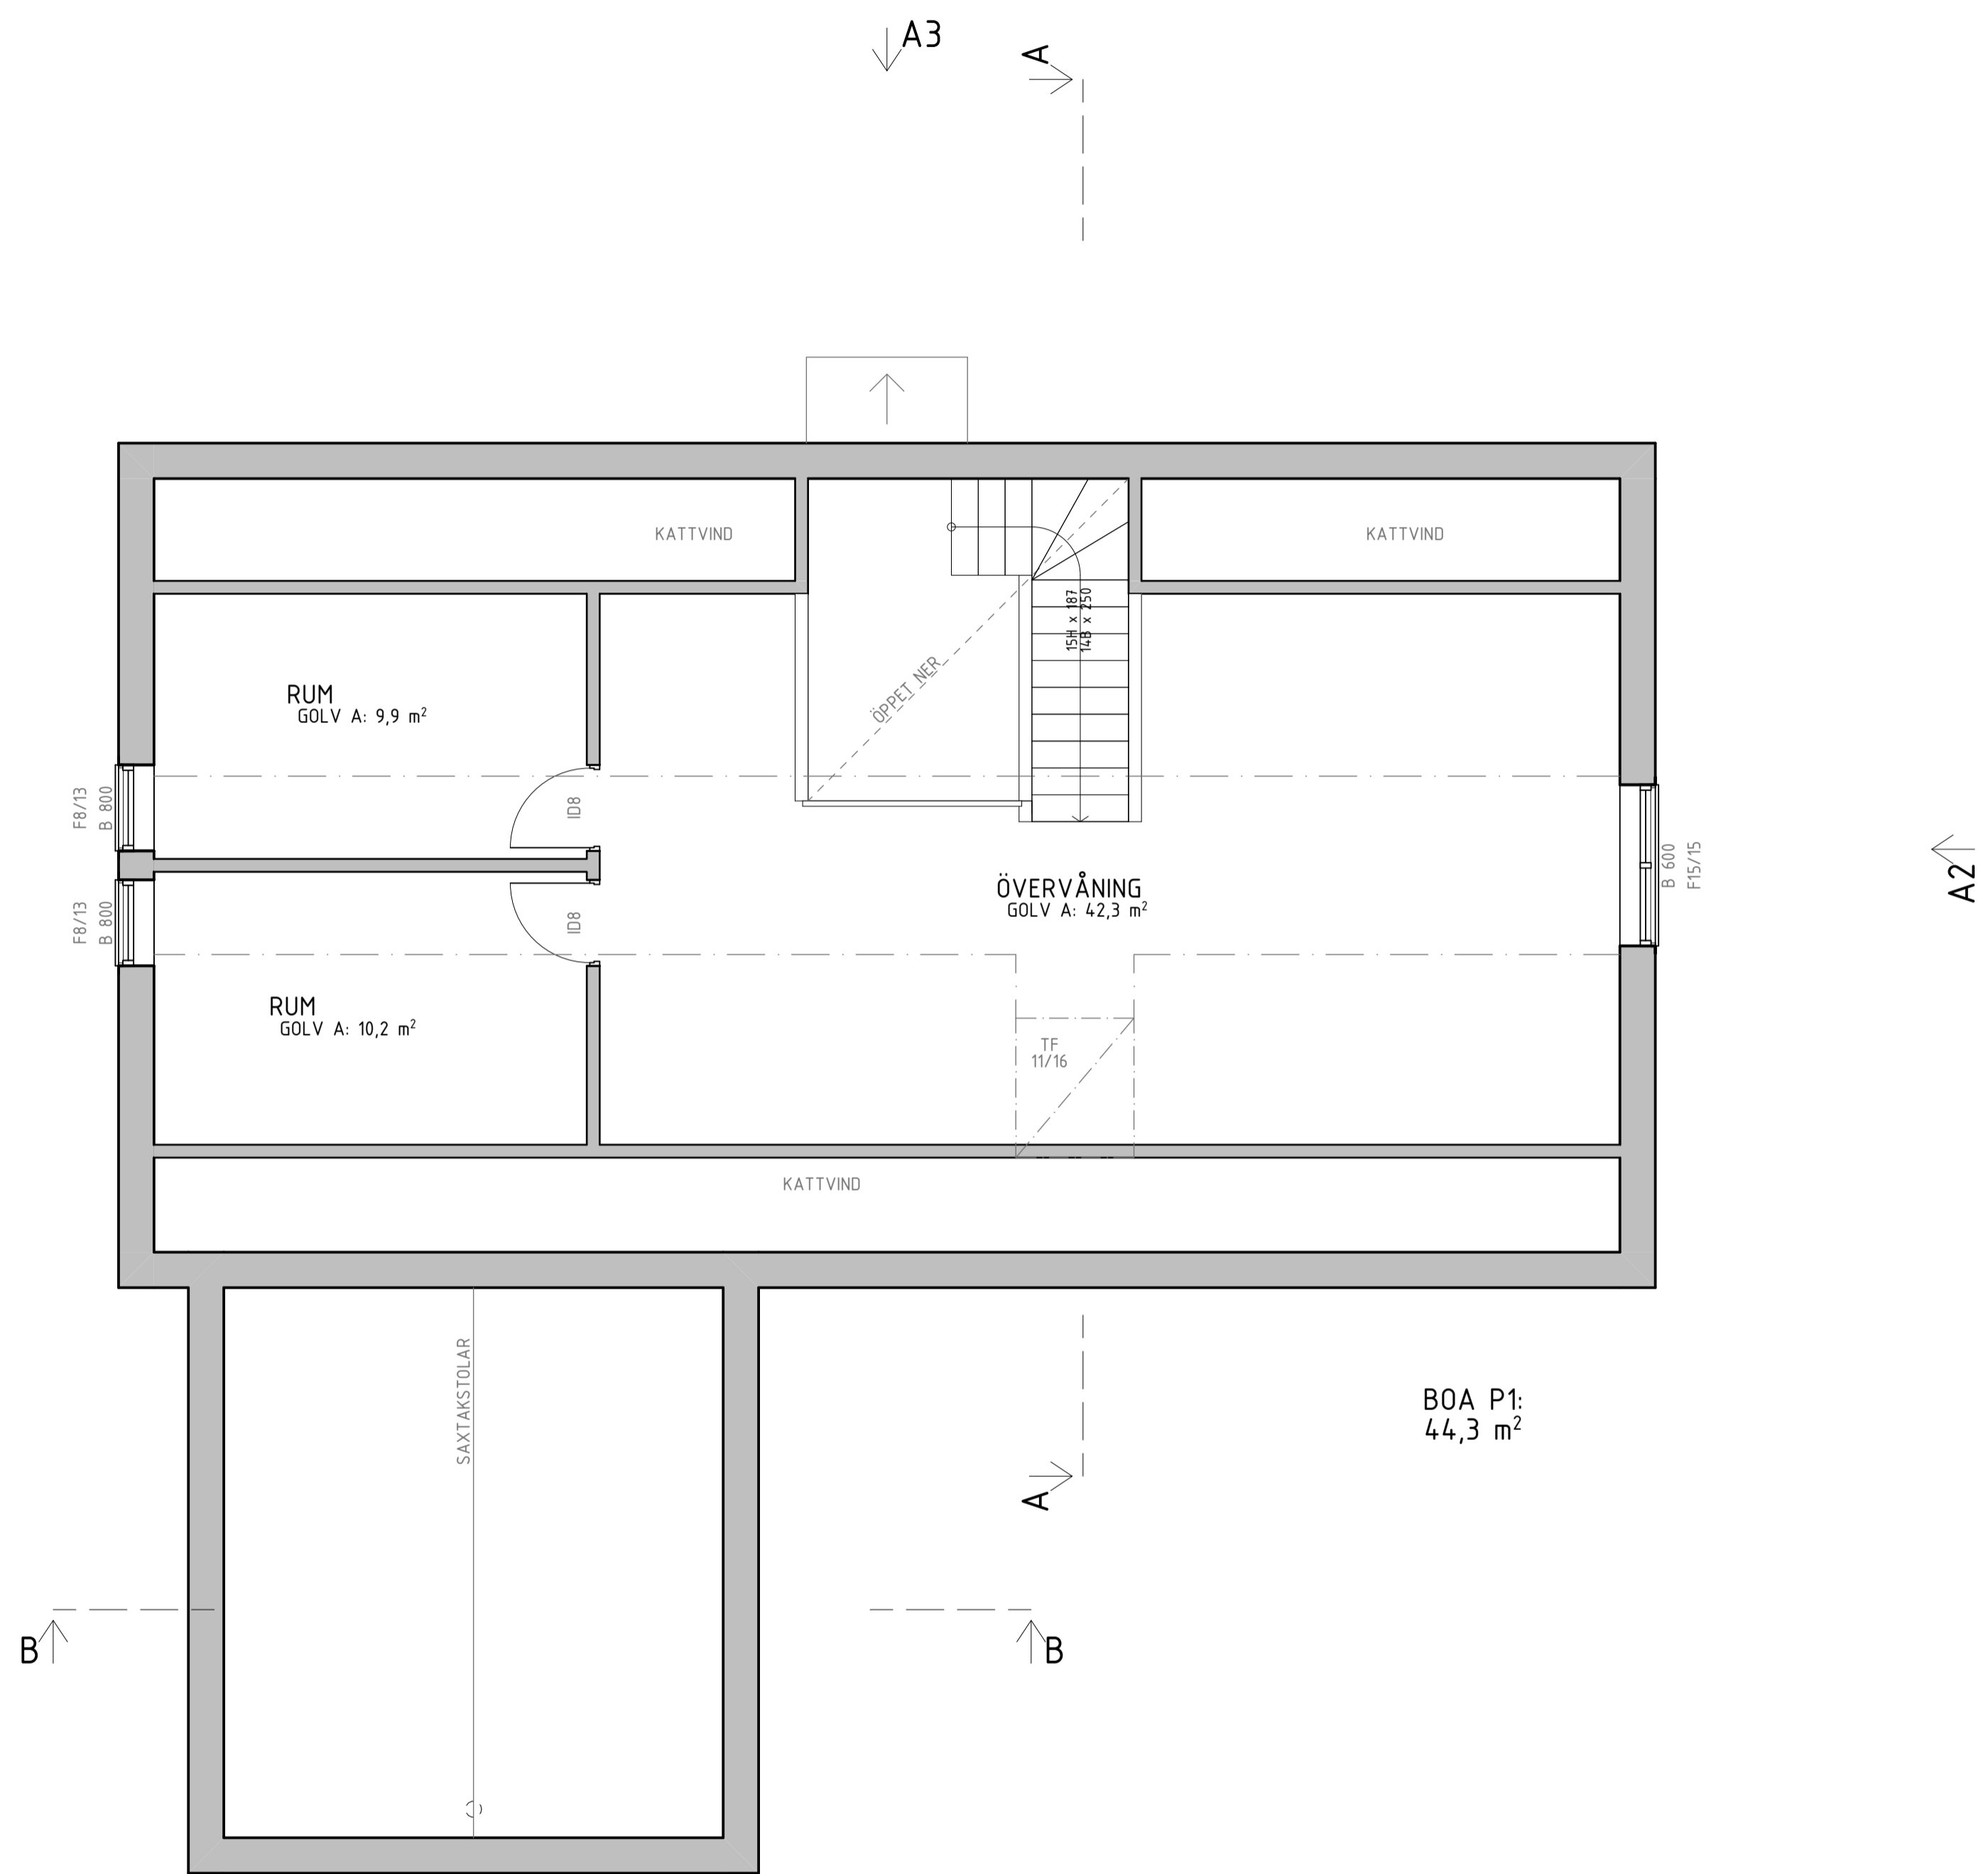 A3
A
KATTVIND
KATTVIND
15H x 187
14B x 250
ÖPPET NER
RUM
GOLV A: 9,9 m²
F8/13
B 800
ID8
B 600
F15/15
A2
ÖVERVÅNING
GOLV A: 42,3 m²
F8/13
B 800
ID8
RUM
GOLV A: 10,2 m²
TF
11/16
KATTVIND
SAXTAKSTOLAR
BOA P1:
44,3 m²
A
B
B